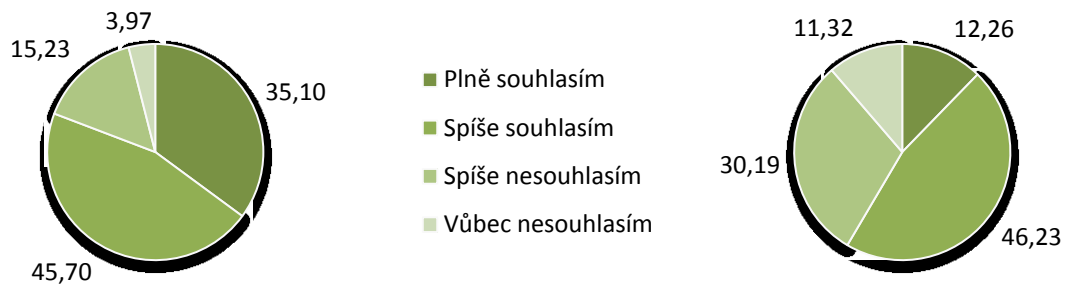 3,97
15,23
35,10
45,70
Plně souhlasím
Spíše souhlasím
Spíše nesouhlasím
Vůbec nesouhlasím
11,32
12,26
30,19
46,23